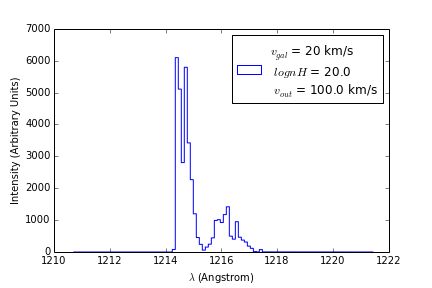 7000
6000
5000
4000
3000
2000
1000
0
Intensity (Arbitrary Units)
v_gal = 20 km/s
lognH = 20.0
v_out = 100.0 km/s
1210 1212 1214 1216 1218 1220 1222
λ (Angstrom)